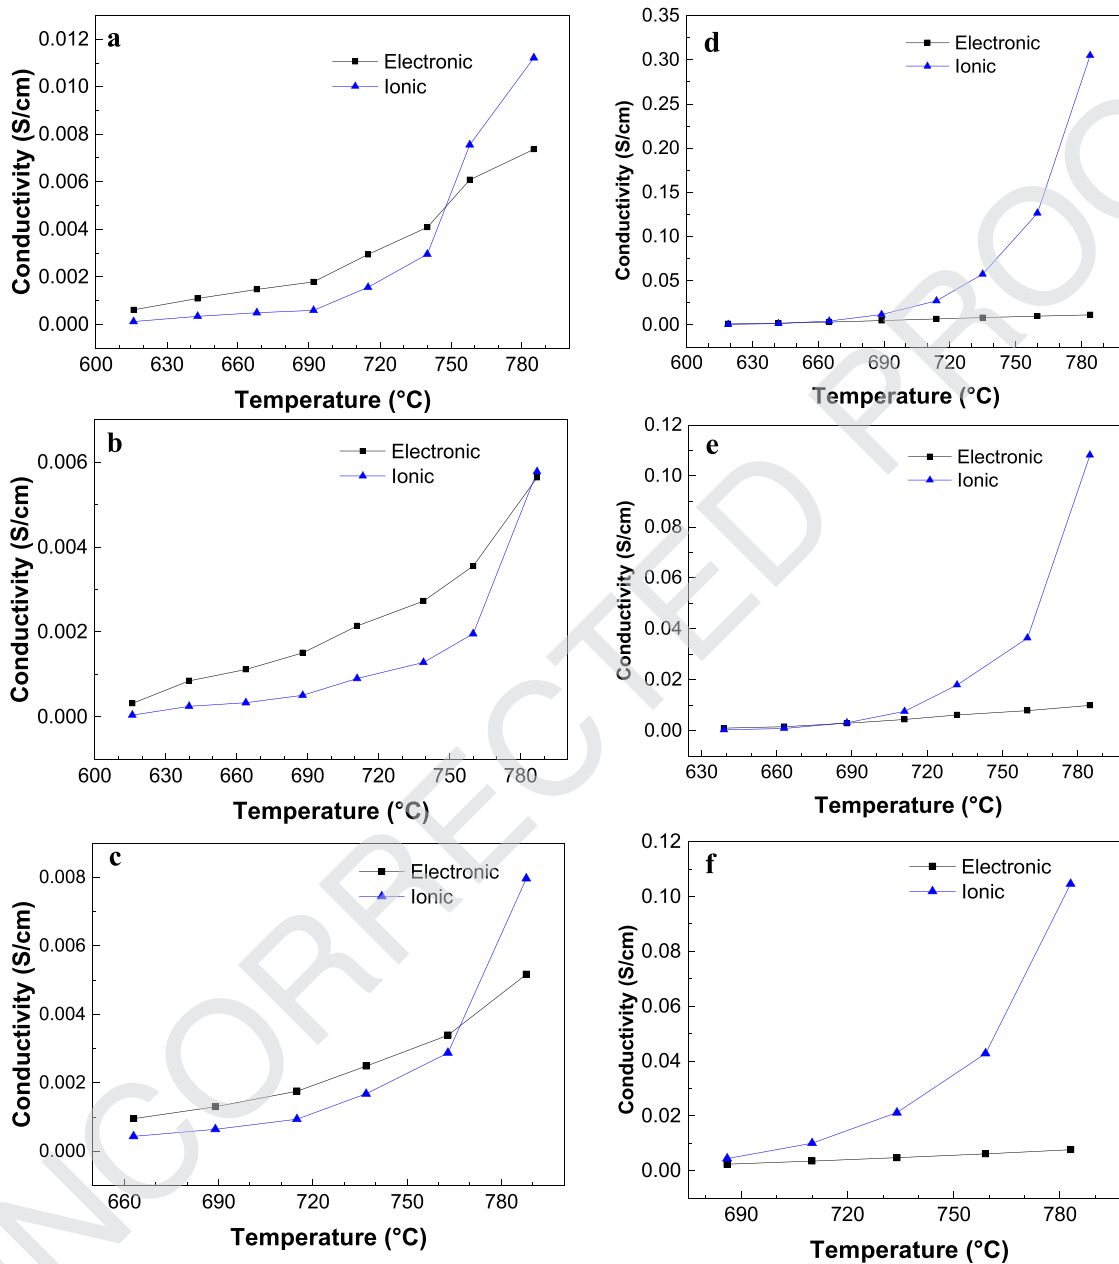 a
Electronic
Ionic
0.012
0.010
0.008
0.006
0.004
0.002
0.000
Conductivity (S/cm)
600 630 660 690 720 750 780
Temperature (°C)
d
Electronic
Ionic
0.35
0.30
0.25
0.20
0.15
0.10
0.05
0.00
Conductivity (S/cm)
600 630 660 690 720 750 780
Temperature (°C)
b
Electronic
Ionic
0.006
0.004
0.002
0.000
Conductivity (S/cm)
600 630 660 690 720 750 780
Temperature (°C)
e
Electronic
Ionic
0.12
0.10
0.08
0.06
0.04
0.02
0.00
Conductivity (S/cm)
630 660 690 720 750 780
Temperature (°C)
c
Electronic
Ionic
0.008
0.006
0.004
0.002
0.000
Conductivity (S/cm)
660 690 720 750 780
Temperature (°C)
f
Electronic
Ionic
0.12
0.10
0.08
0.06
0.04
0.02
0.00
Conductivity (S/cm)
690 720 750 780
Temperature (°C)
NCORRECTED PROO